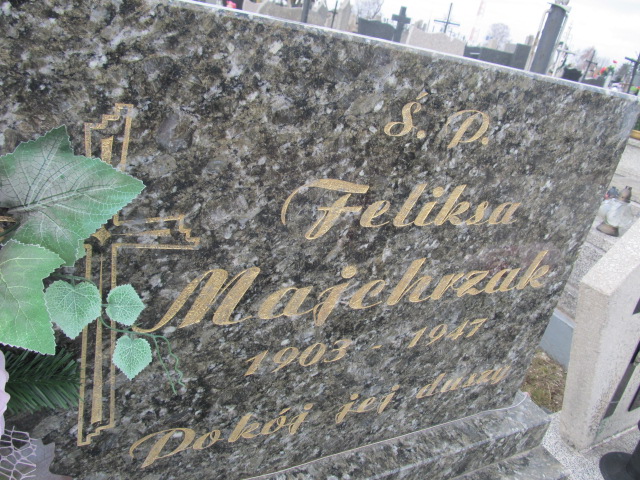 Ś. P.
Feliksa
Majchrzak
1903 - 1947
Pokój jej duszy